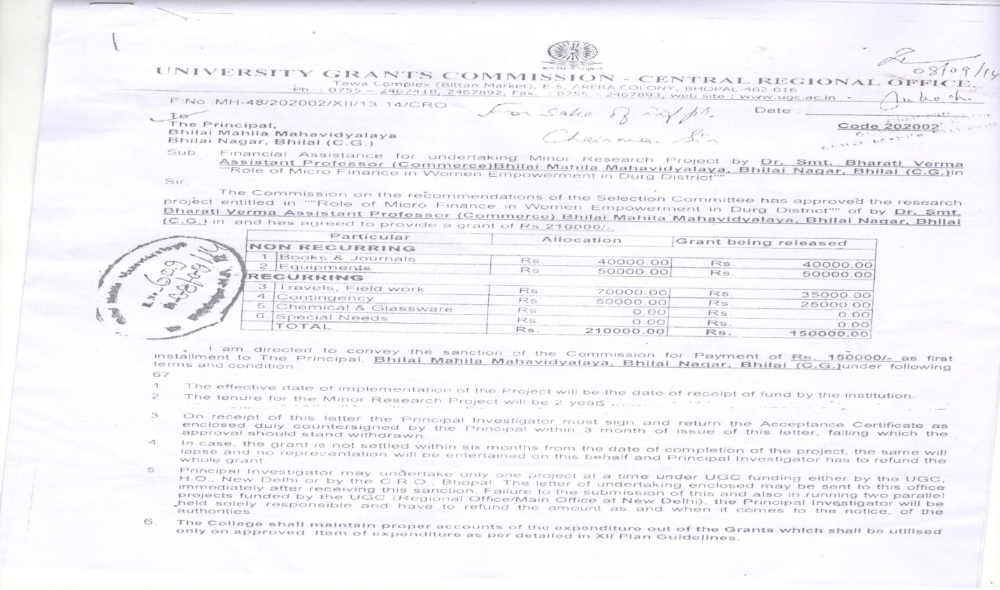 08/09/14
UNIVERSITY GRANTS COMMISSION - CENTRAL REGIONAL OFFICE
Tawa Complex (Bittan Market), E-5, ARERA COLONY, BHOPAL-462 016
Ph. : 0755 – 2467418, 2467892, Fax. : 0755 - 2467893, web site : www.ugc.ac.in
F.No.:MH-48/202002/XII/13-14/CRO
Date :
For sake of
Chairman Sir
Code 202002
To
The Principal,
Bhilai Mahila Mahavidyalaya
Bhilai Nagar, Bhilai (C.G.)
Sub : Financial Assistance for undertaking Minor Research Project by Dr. Smt. Bharati Verma
Assistant Professor (Commerce)Bhilai Mahila Mahavidyalaya, Bhilai Nagar, Bhilai (C.G.)in
""Role of Micro Finance in Women Empowerment in Durg District""
Sir,
The Commission on the recommendations of the Selection Committee has approved the research
project entitled in ""Role of Micro Finance in Women Empowerment in Durg District"" of by Dr. Smt.
Bharati Verma Assistant Professor (Commerce) Bhilai Mahila Mahavidyalaya, Bhilai Nagar, Bhilai
(C.G.) in and has agreed to provide a grant of Rs.210000/-
Particular Allocation Grant being released
NON RECURRING
1. Books & Journals Rs 40000.00 Rs. 40000.00
2. Equipments Rs 50000.00 Rs. 50000.00
RECURRING
3. Travels, Field work Rs 70000.00 Rs. 35000.00
4. Contingency Rs 50000.00 Rs. 25000.00
5. Chemical & Glassware Rs 0.00 Rs. 0.00
6. Special Needs Rs 0.00 Rs. 0.00
TOTAL Rs. 210000.00 Rs. 150000.00
I am directed to convey the sanction of the Commission for Payment of Rs. 150000/- as first
installment to The Principal, Bhilai Mahila Mahavidyalaya, Bhilai Nagar, Bhilai (C.G.)under following
terms and condition.
67
1. The effective date of implementation of the Project will be the date of receipt of fund by the institution.
2. The tenure for the Minor Research Project will be 2 years
3. On receipt of this letter the Principal Investigator must sign and return the Acceptance Certificate as
enclosed duly countersigned by the Principal within 3 month of issue of this letter, failing which the
approval should stand withdrawn.
4. In case, the grant is not settled within six months from the date of completion of the project, the same will
lapse and no representation will be entertained on this behalf and Principal Investigator has to refund the
whole grant.
5. Principal Investigator may undertake only one project at a time under UGC funding either by the UGC,
H.O., New Delhi or by the C.R.O., Bhopal. The letter of undertaking enclosed may be sent to this office
immediately after receiving this sanction. Failure to the submission of this and also in running two parallel
projects funded by the UGC (Regional Office/Main Office at New Delhi), the Principal Investigator will be
held solely responsible and have to refund the amount as and when it comes to the notice, of the
authorities.
6. The College shall maintain proper accounts of the expenditure out of the Grants which shall be utilised
only on approved item of expenditure as per detailed in XII Plan Guidelines.